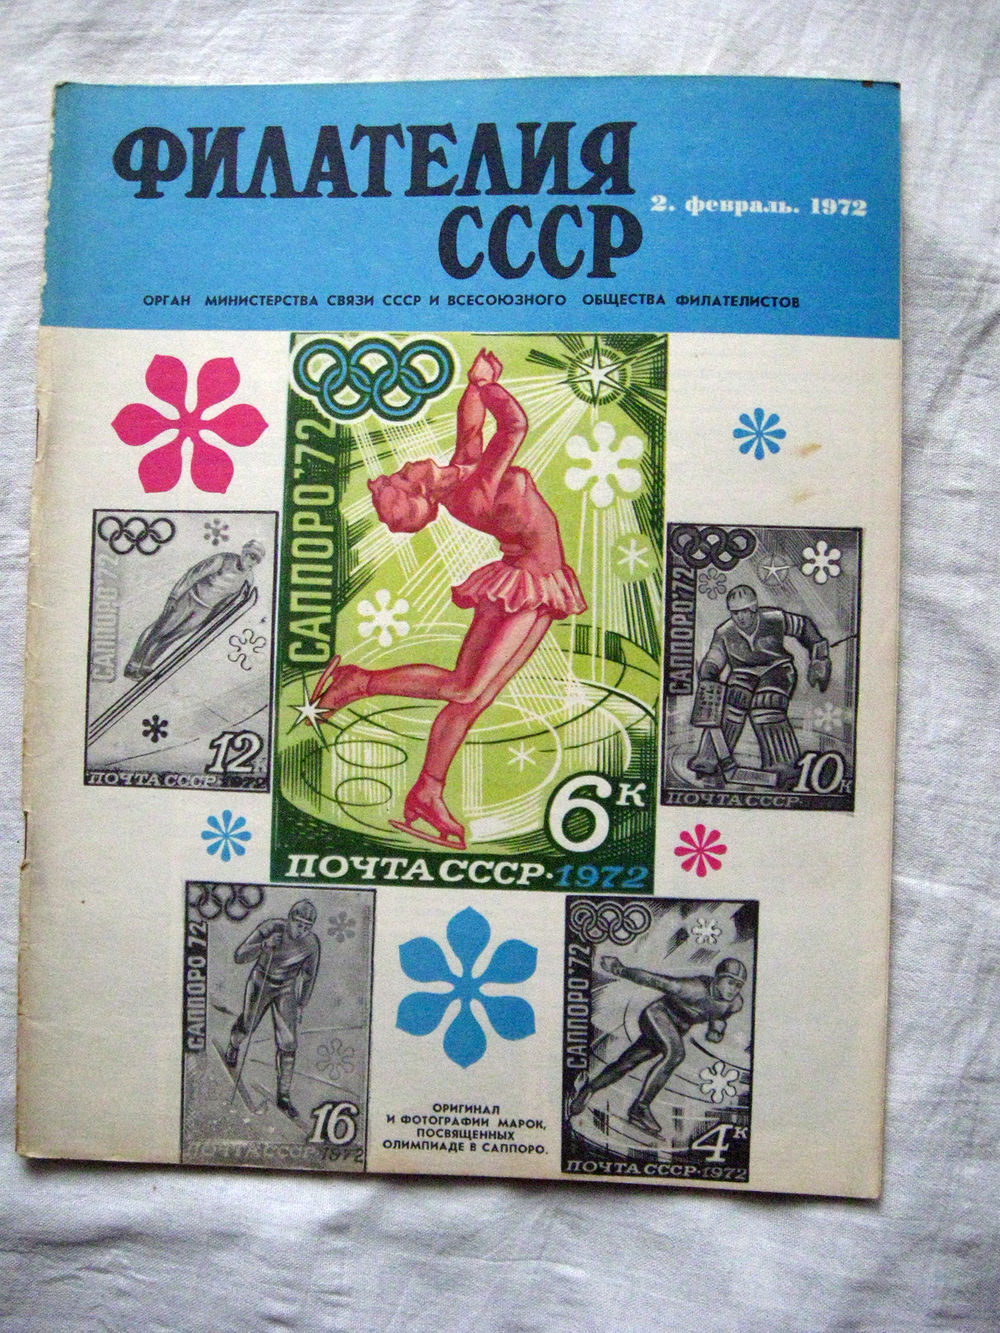 ФИЛАТЕЛИЯ
СССР
2. февраль. 1972
ОРГАН МИНИСТЕРСТВА СВЯЗИ СССР И ВСЕСОЮЗНОГО ОБЩЕСТВА ФИЛАТЕЛИСТОВ
САППОРО'72
6К
ПОЧТА СССР·1972
САППОРО'72
12
ПОЧТА СССР·1972
САППОРО'72
10К
ПОЧТА СССР·
САППОРО'72
16
ПОЧТА СССР·1972
САППОРО'72
4К
ПОЧТА СССР·1972
ОРИГИНАЛ
И ФОТОГРАФИИ МАРОК,
ПОСВЯЩЕННЫХ
ОЛИМПИАДЕ В САППОРО.